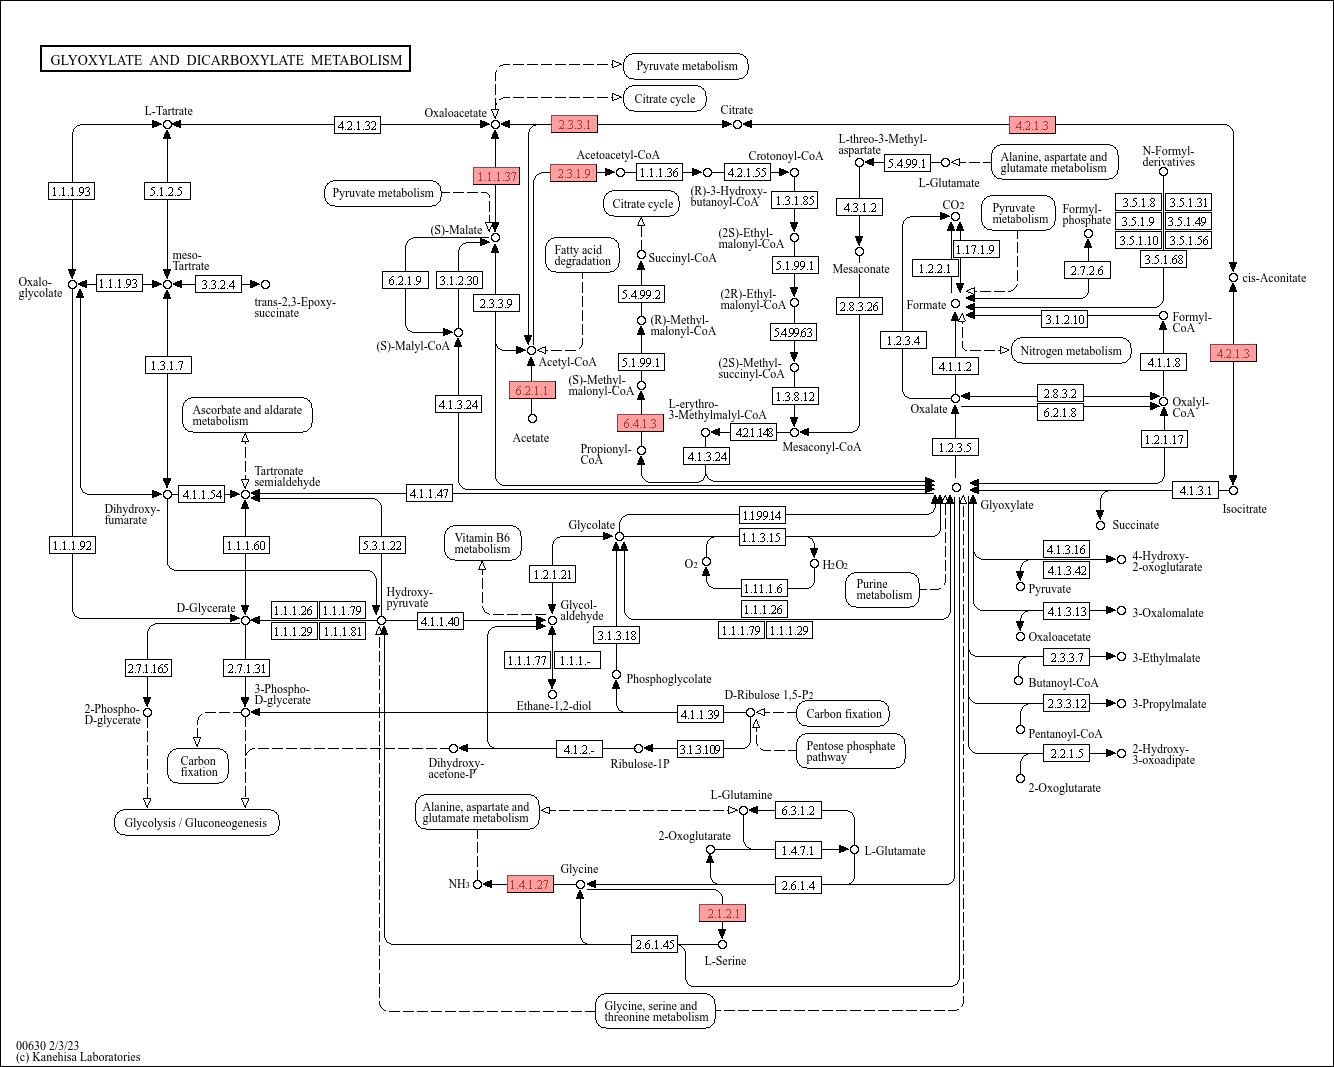 GLYOXYLATE AND DICARBOXYLATE METABOLISM
Pyruvate metabolism
Citrate cycle
L-Tartrate
Oxaloacetate
Citrate
4.2.1.32
2.3.3.1
4.2.1.3
L-threo-3-Methyl-
aspartate
Acetoacetyl-CoA
Crotonoyl-CoA
5.4.99.1
L-Glutamate
Alanine, aspartate and
glutamate metabolism
N-Formyl-
derivatives
1.1.1.37
2.3.1.9
1.1.1.36
4.2.1.55
1.1.1.93
5.1.2.5
Pyruvate metabolism
(R)-3-Hydroxy-
butanoyl-CoA
1.3.1.85
Citrate cycle
4.3.1.2
CO2
Pyruvate
metabolism
Formyl-
phosphate
3.5.1.8
3.5.1.31
3.5.1.9
3.5.1.49
3.5.1.10
3.5.1.56
3.5.1.68
(S)-Malate
(2S)-Ethyl-
malonyl-CoA
Fatty acid
degradation
Succinyl-CoA
1.17.1.9
1.2.2.1
2.7.2.6
5.1.99.1
Mesaconate
meso-
Tartrate
Oxalo-
glycolate
1.1.1.93
3.3.2.4
trans-2,3-Epoxy-
succinate
6.2.1.9
3.1.2.30
2.3.3.9
5.4.99.2
(2R)-Ethyl-
malonyl-CoA
2.8.3.26
Formate
cis-Aconitate
(R)-Methyl-
malonyl-CoA
5.4.99.63
3.1.2.10
Formyl-
CoA
(S)-Malyl-CoA
Acetyl-CoA
5.1.99.1
(2S)-Methyl-
succinyl-CoA
1.2.3.4
Nitrogen metabolism
4.2.1.3
1.3.1.7
4.1.1.2
4.1.1.8
6.2.1.1
(S)-Methyl-
malonyl-CoA
1.3.8.12
2.8.3.2
6.2.1.8
Oxalate
Oxalyl-
CoA
4.1.3.24
Ascorbate and aldarate
metabolism
L-erythro-
3-Methylmalyl-CoA
Acetate
6.4.1.3
4.2.1.148
Mesaconyl-CoA
Propionyl-
CoA
4.1.3.24
1.2.3.5
1.2.1.17
Tartronate
semialdehyde
4.1.1.54
4.1.1.47
Glyoxylate
4.1.3.1
Isocitrate
Dihydroxy-
fumarate
Succinate
Glycolate
1.1.99.14
1.1.3.15
1.1.1.92
1.1.1.60
5.3.1.22
Vitamin B6
metabolism
O2
H2O2
1.11.1.6
1.2.1.21
Purine
metabolism
4.1.3.16
4.1.3.42
4-Hydroxy-
2-oxoglutarate
Pyruvate
D-Glycerate
1.1.1.26
1.1.1.79
1.1.1.29
1.1.1.81
Hydroxy-
pyruvate
4.1.1.40
Glycol-
aldehyde
3.1.3.18
1.1.1.26
1.1.1.79
1.1.1.29
4.1.3.13
3-Oxalomalate
Oxaloacetate
2.7.1.165
2.7.1.31
1.1.1.77
1.1.1.-
Phosphoglycolate
2.3.3.7
3-Ethylmalate
Butanoyl-CoA
3-Phospho-
D-glycerate
Ethane-1,2-diol
D-Ribulose 1,5-P2
2-Phospho-
D-glycerate
4.1.1.39
Carbon fixation
2.3.3.12
3-Propylmalate
Pentanoyl-CoA
Carbon
fixation
Dihydroxy-
acetone-P
4.1.2.-
Ribulose-1P
3.1.3.109
Pentose phosphate
pathway
2.2.1.5
2-Hydroxy-
3-oxoadipate
2-Oxoglutarate
Glycolysis / Gluconeogenesis
Alanine, aspartate and
glutamate metabolism
L-Glutamine
6.3.1.2
2-Oxoglutarate
1.4.7.1
L-Glutamate
NH3
1.4.1.27
Glycine
2.6.1.4
2.1.2.1
2.6.1.45
L-Serine
Glycine, serine and
threonine metabolism
00630 2/3/23
(c) Kanehisa Laboratories